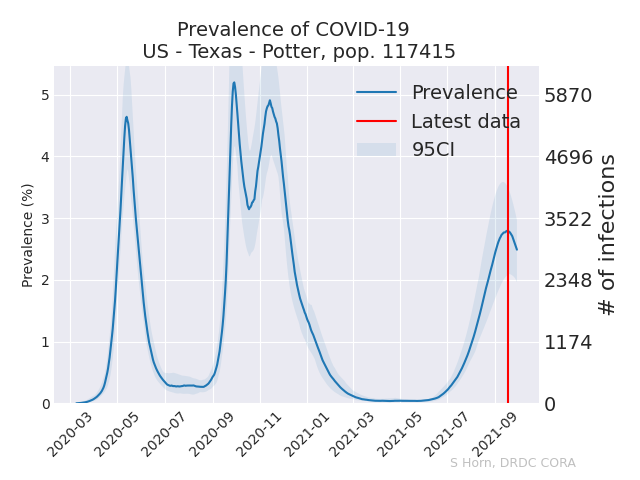 Prevalence of COVID-19
US - Texas - Potter, pop. 117415
Prevalence
Latest data
95CI
Prevalence (%)
5
4
3
2
1
0
5870
4696
3522
2348
1174
0
# of infections
2020-03
2020-05
2020-07
2020-09
2020-11
2021-01
2021-03
2021-05
2021-07
2021-09
S Horn, DRDC CORA